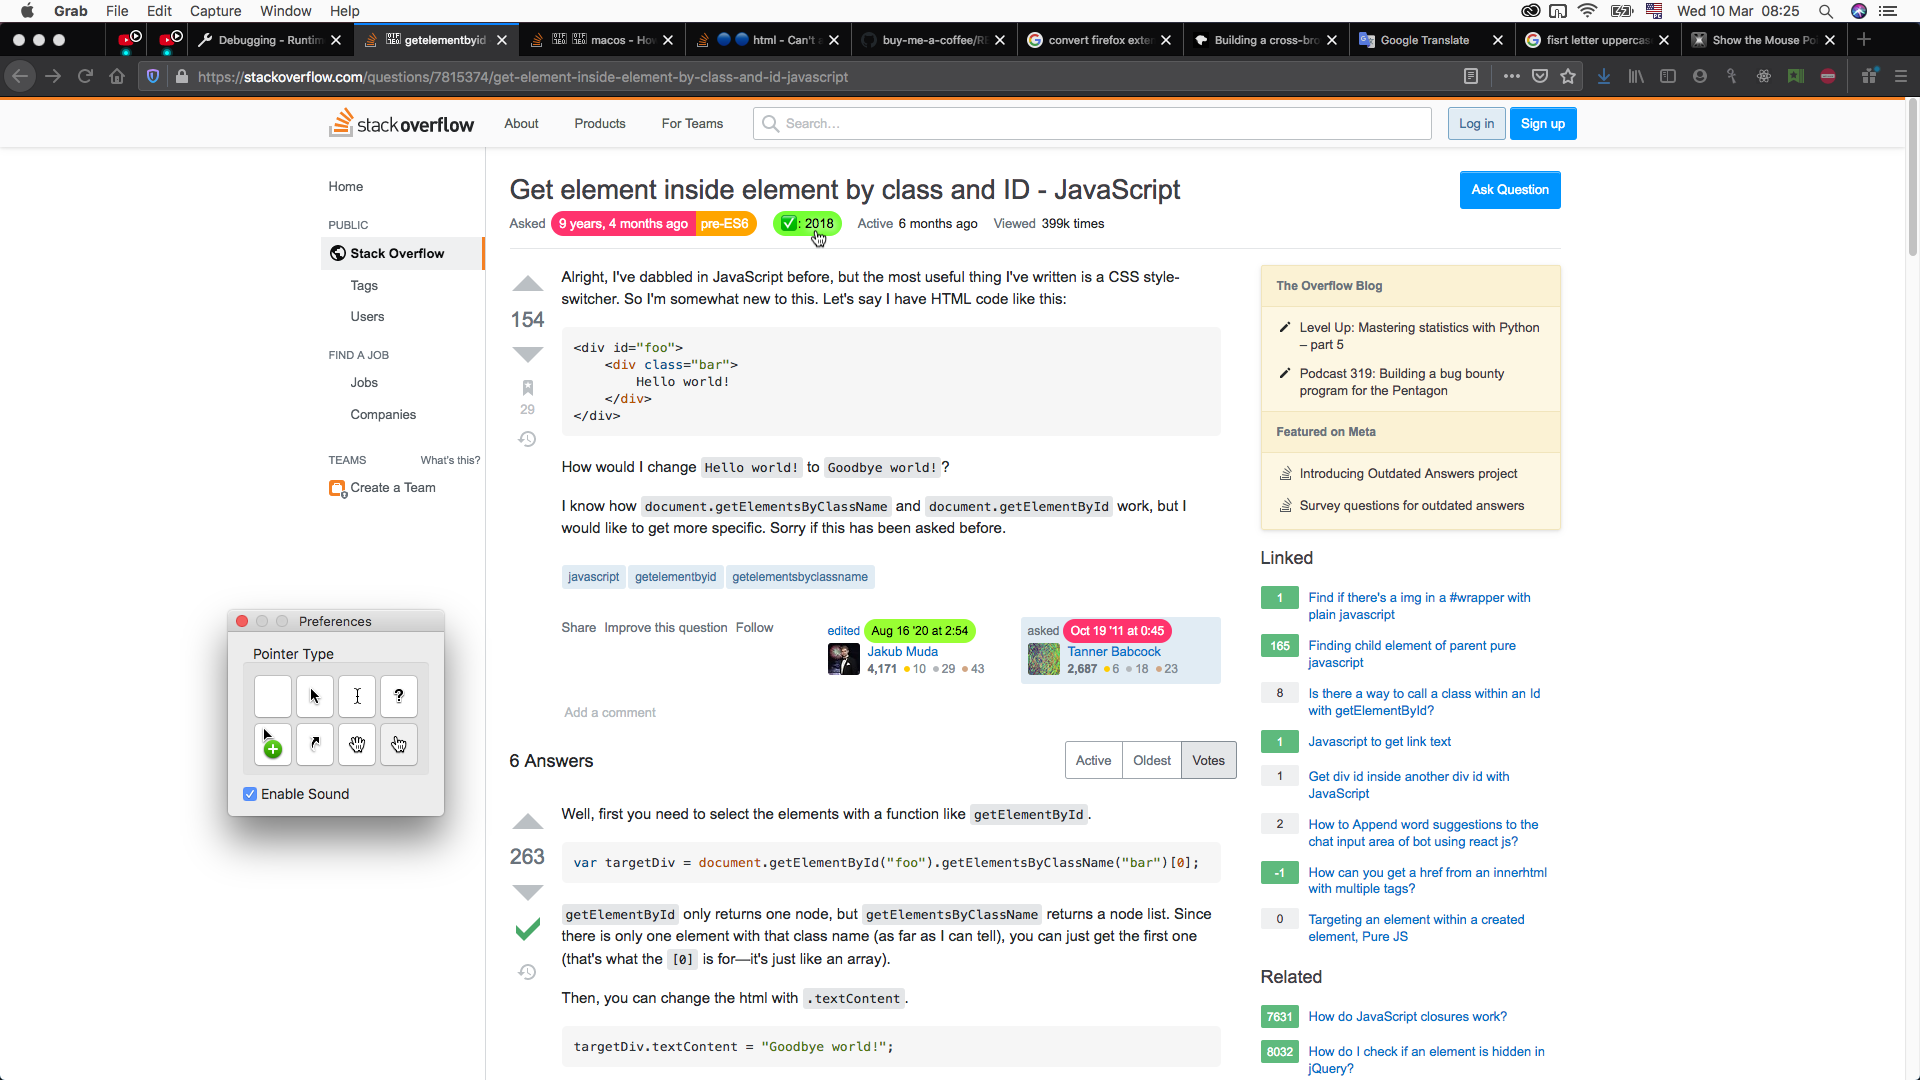 Grab File Edit Capture Window Help
Wed 10 Mar 08:25
Debugging - Runtim
getelementbyid
macos - Ho
html - Can't a
buy-me-a-coffee/
convert firefox exte
Building a cross-br
Google Translate
fisrt letter uppercas
Show the Mouse Po
https://stackoverflow.com/questions/7815374/get-element-inside-element-by-class-and-id-javascript
stackoverflow About Products For Teams Search... Log in Sign up
Home
PUBLIC
Stack Overflow
Tags
Users
FIND A JOB
Jobs
Companies
TEAMS What's this?
Create a Team
Get element inside element by class and ID - JavaScript
Ask Question
Asked 9 years, 4 months ago pre-ES6 ✅: 2018 Active 6 months ago Viewed 399k times
154
29
Alright, I've dabbled in JavaScript before, but the most useful thing I've written is a CSS style-
switcher. So I'm somewhat new to this. Let's say I have HTML code like this:
<div id="foo">
<div class="bar">
Hello world!
</div>
</div>
How would I change Hello world! to Goodbye world! ?
I know how document.getElementsByClassName and document.getElementById work, but I
would like to get more specific. Sorry if this has been asked before.
javascript getelementbyid getelementsbyclassname
Share Improve this question Follow
edited Aug 16 '20 at 2:54
Jakub Muda
4,171 10 29 43
asked Oct 19 '11 at 0:45
Tanner Babcock
2,687 6 18 23
Add a comment
6 Answers
Active Oldest Votes
263
Well, first you need to select the elements with a function like getElementById .
var targetDiv = document.getElementById("foo").getElementsByClassName("bar")[0];
getElementById only returns one node, but getElementsByClassName returns a node list. Since
there is only one element with that class name (as far as I can tell), you can just get the first one
(that's what the [0] is for—it's just like an array).
Then, you can change the html with .textContent .
targetDiv.textContent = "Goodbye world!";
The Overflow Blog
Level Up: Mastering statistics with Python
– part 5
Podcast 319: Building a bug bounty
program for the Pentagon
Featured on Meta
Introducing Outdated Answers project
Survey questions for outdated answers
Linked
1 Find if there's a img in a #wrapper with
plain javascript
165 Finding child element of parent pure
javascript
8 Is there a way to call a class within an Id
with getElementById?
1 Javascript to get link text
1 Get div id inside another div id with
JavaScript
2 How to Append word suggestions to the
chat input area of bot using react js?
-1 How can you get a href from an innerhtml
with multiple tags?
0 Targeting an element within a created
element, Pure JS
Related
7631 How do JavaScript closures work?
8032 How do I check if an element is hidden in
jQuery?
Preferences
Pointer Type
?
Enable Sound